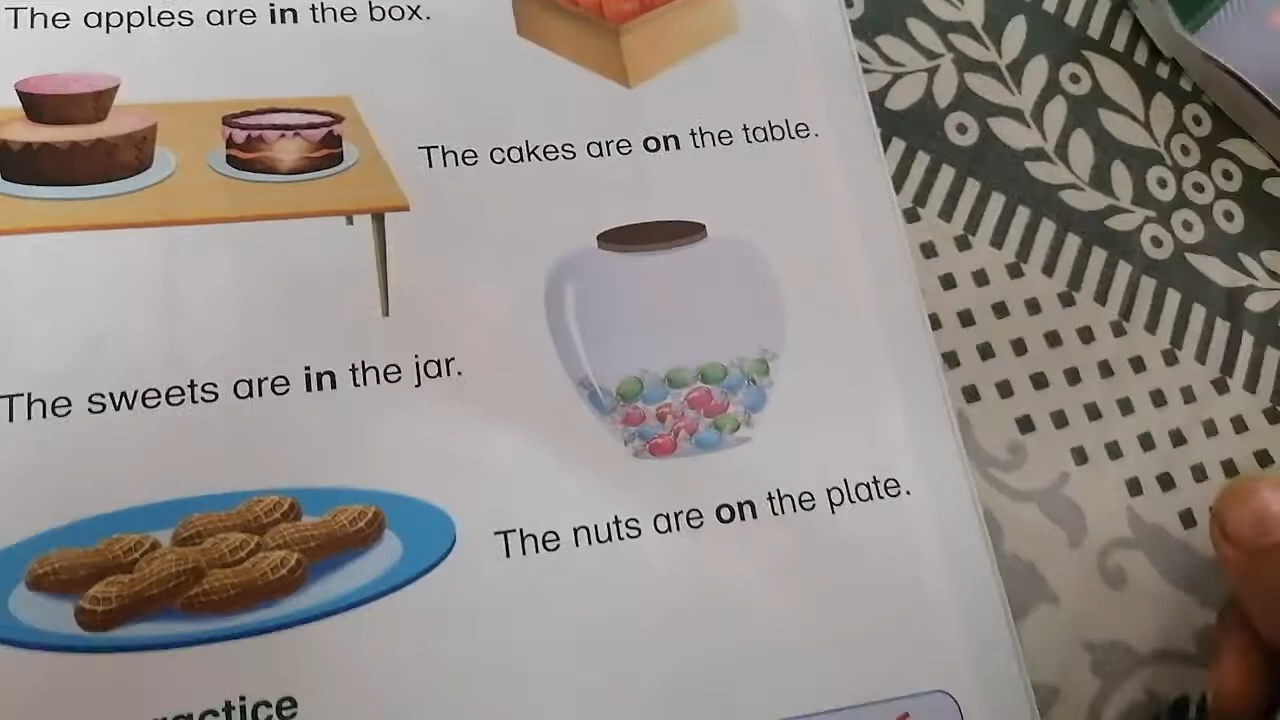 The apples are in the box.
The cakes are on the table.
The sweets are in the jar.
The nuts are on the plate.